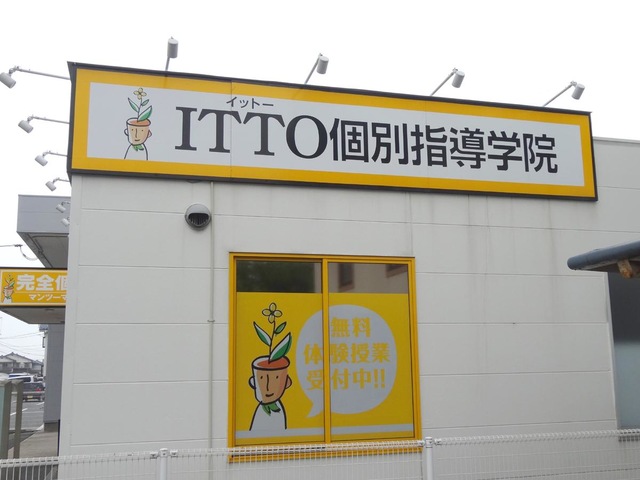 イットー
ITTO個別指導学院
無料
体験授業
受付中!!
完全個
マンツーマ